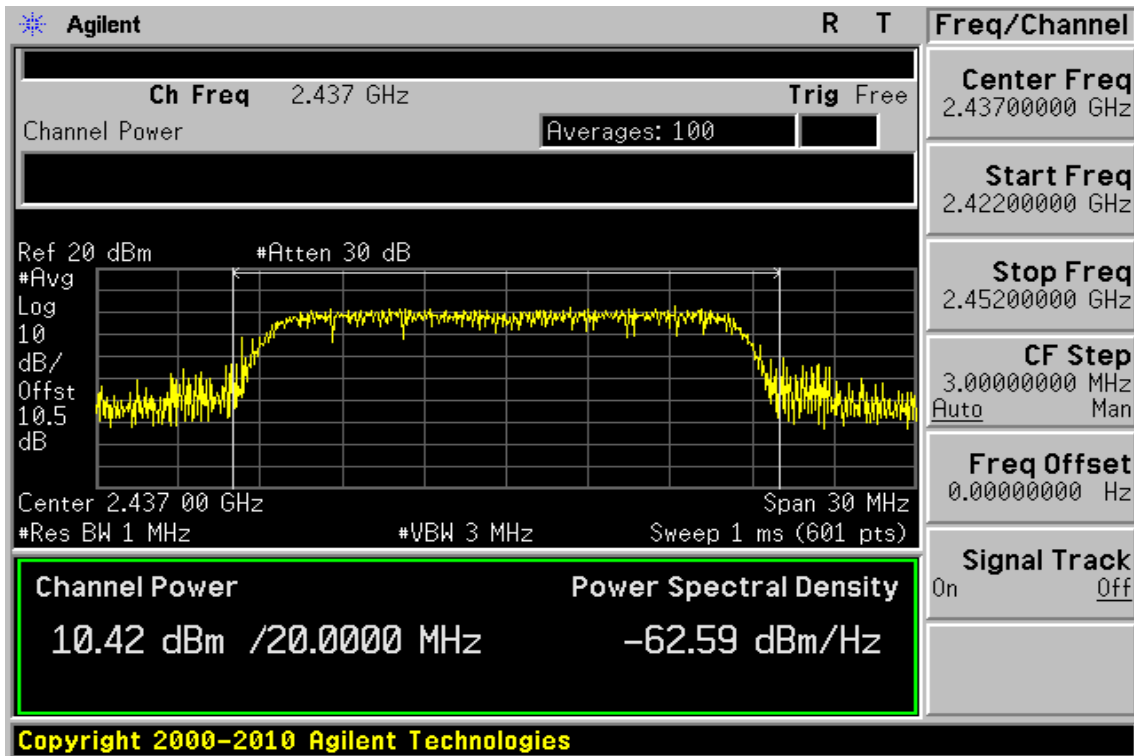 Agilent R T
Ch Freq 2.437 GHz Trig Free
Channel Power Averages: 100
Ref 20 dBm #Atten 30 dB
#Avg
Log
10
dB/
Offst
10.5
dB
Center 2.437 00 GHz Span 30 MHz
#Res BW 1 MHz #VBW 3 MHz Sweep 1 ms (601 pts)
Channel Power Power Spectral Density
10.42 dBm /20.0000 MHz -62.59 dBm/Hz
Copyright 2000-2010 Agilent Technologies
Freq/Channel
Center Freq
2.43700000 GHz
Start Freq
2.42200000 GHz
Stop Freq
2.45200000 GHz
CF Step
3.00000000 MHz
Auto Man
Freq Offset
0.00000000 Hz
Signal Track
On Off